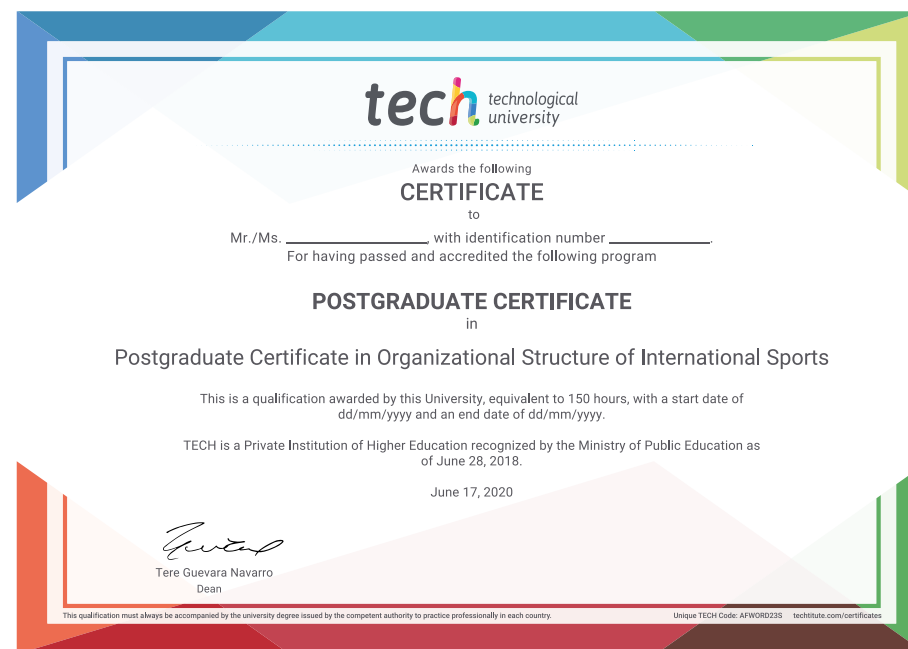 tech technological
university
Awards the following
CERTIFICATE
to
Mr./Ms. ____________________, with identification number ______________.
For having passed and accredited the following program
POSTGRADUATE CERTIFICATE
in
Postgraduate Certificate in Organizational Structure of International Sports
This is a qualification awarded by this University, equivalent to 150 hours, with a start date of
dd/mm/yyyy and an end date of dd/mm/yyyy.
TECH is a Private Institution of Higher Education recognized by the Ministry of Public Education as
of June 28, 2018.
June 17, 2020
Tere Guevara Navarro
Dean
This qualification must always be accompanied by the university degree issued by the competent authority to practice professionally in each country. Unique TECH Code: AFWORD23S techtitute.com/certificates